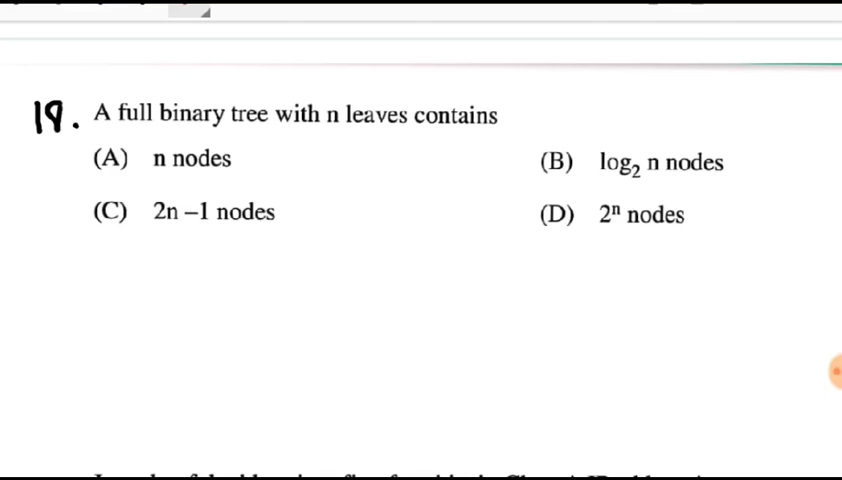 19. A full binary tree with n leaves contains
(A) n nodes (B) log₂ n nodes
(C) 2n –1 nodes (D) 2ⁿ nodes